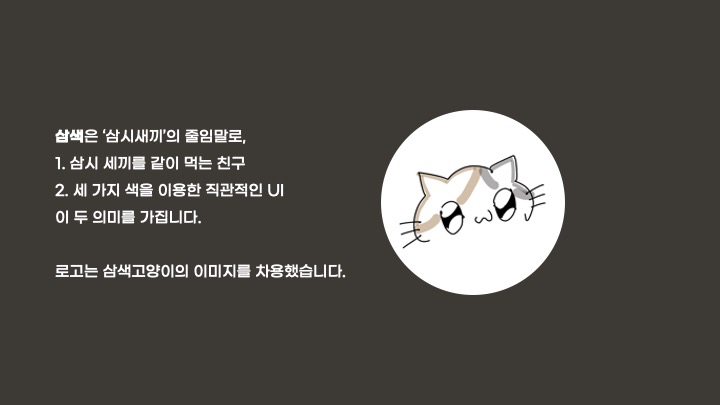 삼색은 ‘삼시새끼’의 줄임말로,
1. 삼시 세끼를 같이 먹는 친구
2. 세 가지 색을 이용한 직관적인 UI
이 두 의미를 가집니다.
로고는 삼색고양이의 이미지를 차용했습니다.